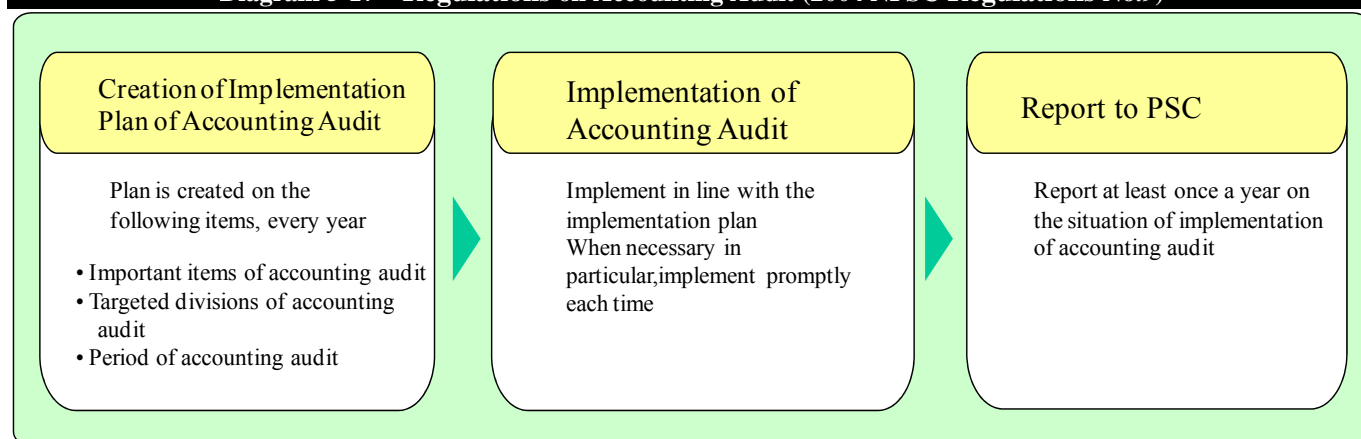 Creation of Implementation
Plan of Accounting Audit
Plan is created on the
following items, every year
• Important items of accounting audit
• Targeted divisions of accounting
audit
• Period of accounting audit
Implementation of
Accounting Audit
Implement in line with the
implementation plan
When necessary in
particular,implement promptly
each time
Report to PSC
Report at least once a year on
the situation of implementation
of accounting audit